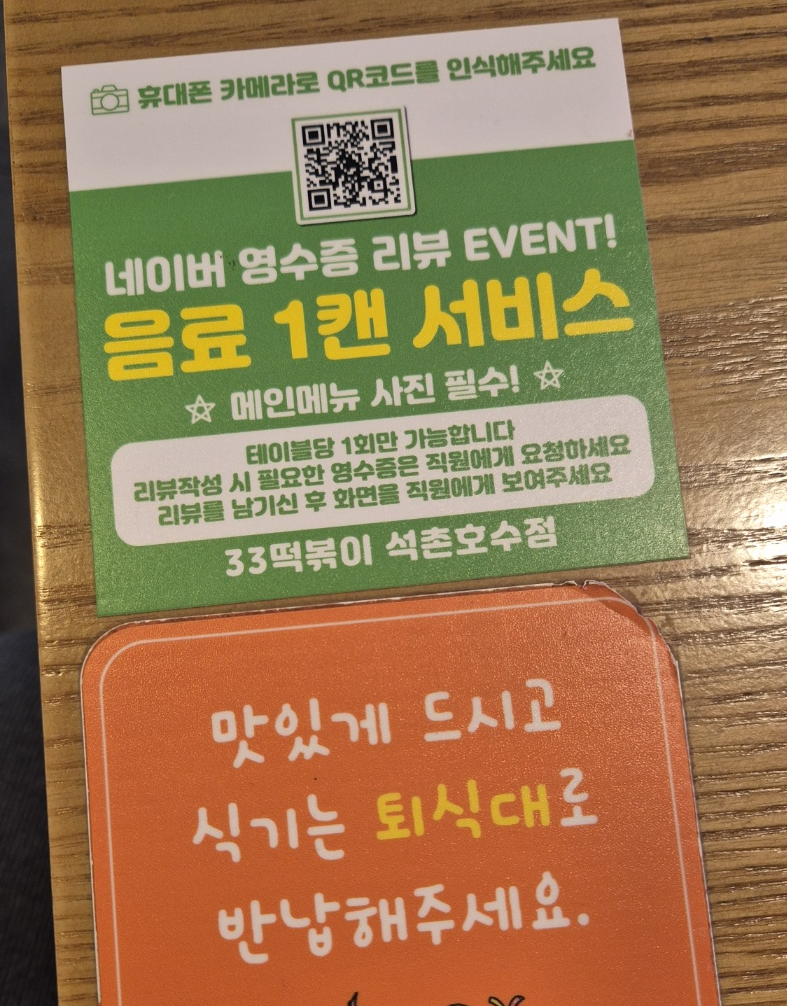 휴대폰 카메라로 QR코드를 인식해주세요
네이버 영수증 리뷰 EVENT!
음료 1캔 서비스
☆ 메인메뉴 사진 필수! ☆
테이블당 1회만 가능합니다
리뷰작성 시 필요한 영수증은 직원에게 요청하세요
리뷰를 남기신 후 화면을 직원에게 보여주세요
33떡볶이 석촌호수점
맛있게 드시고
식기는 퇴식대로
반납해주세요.